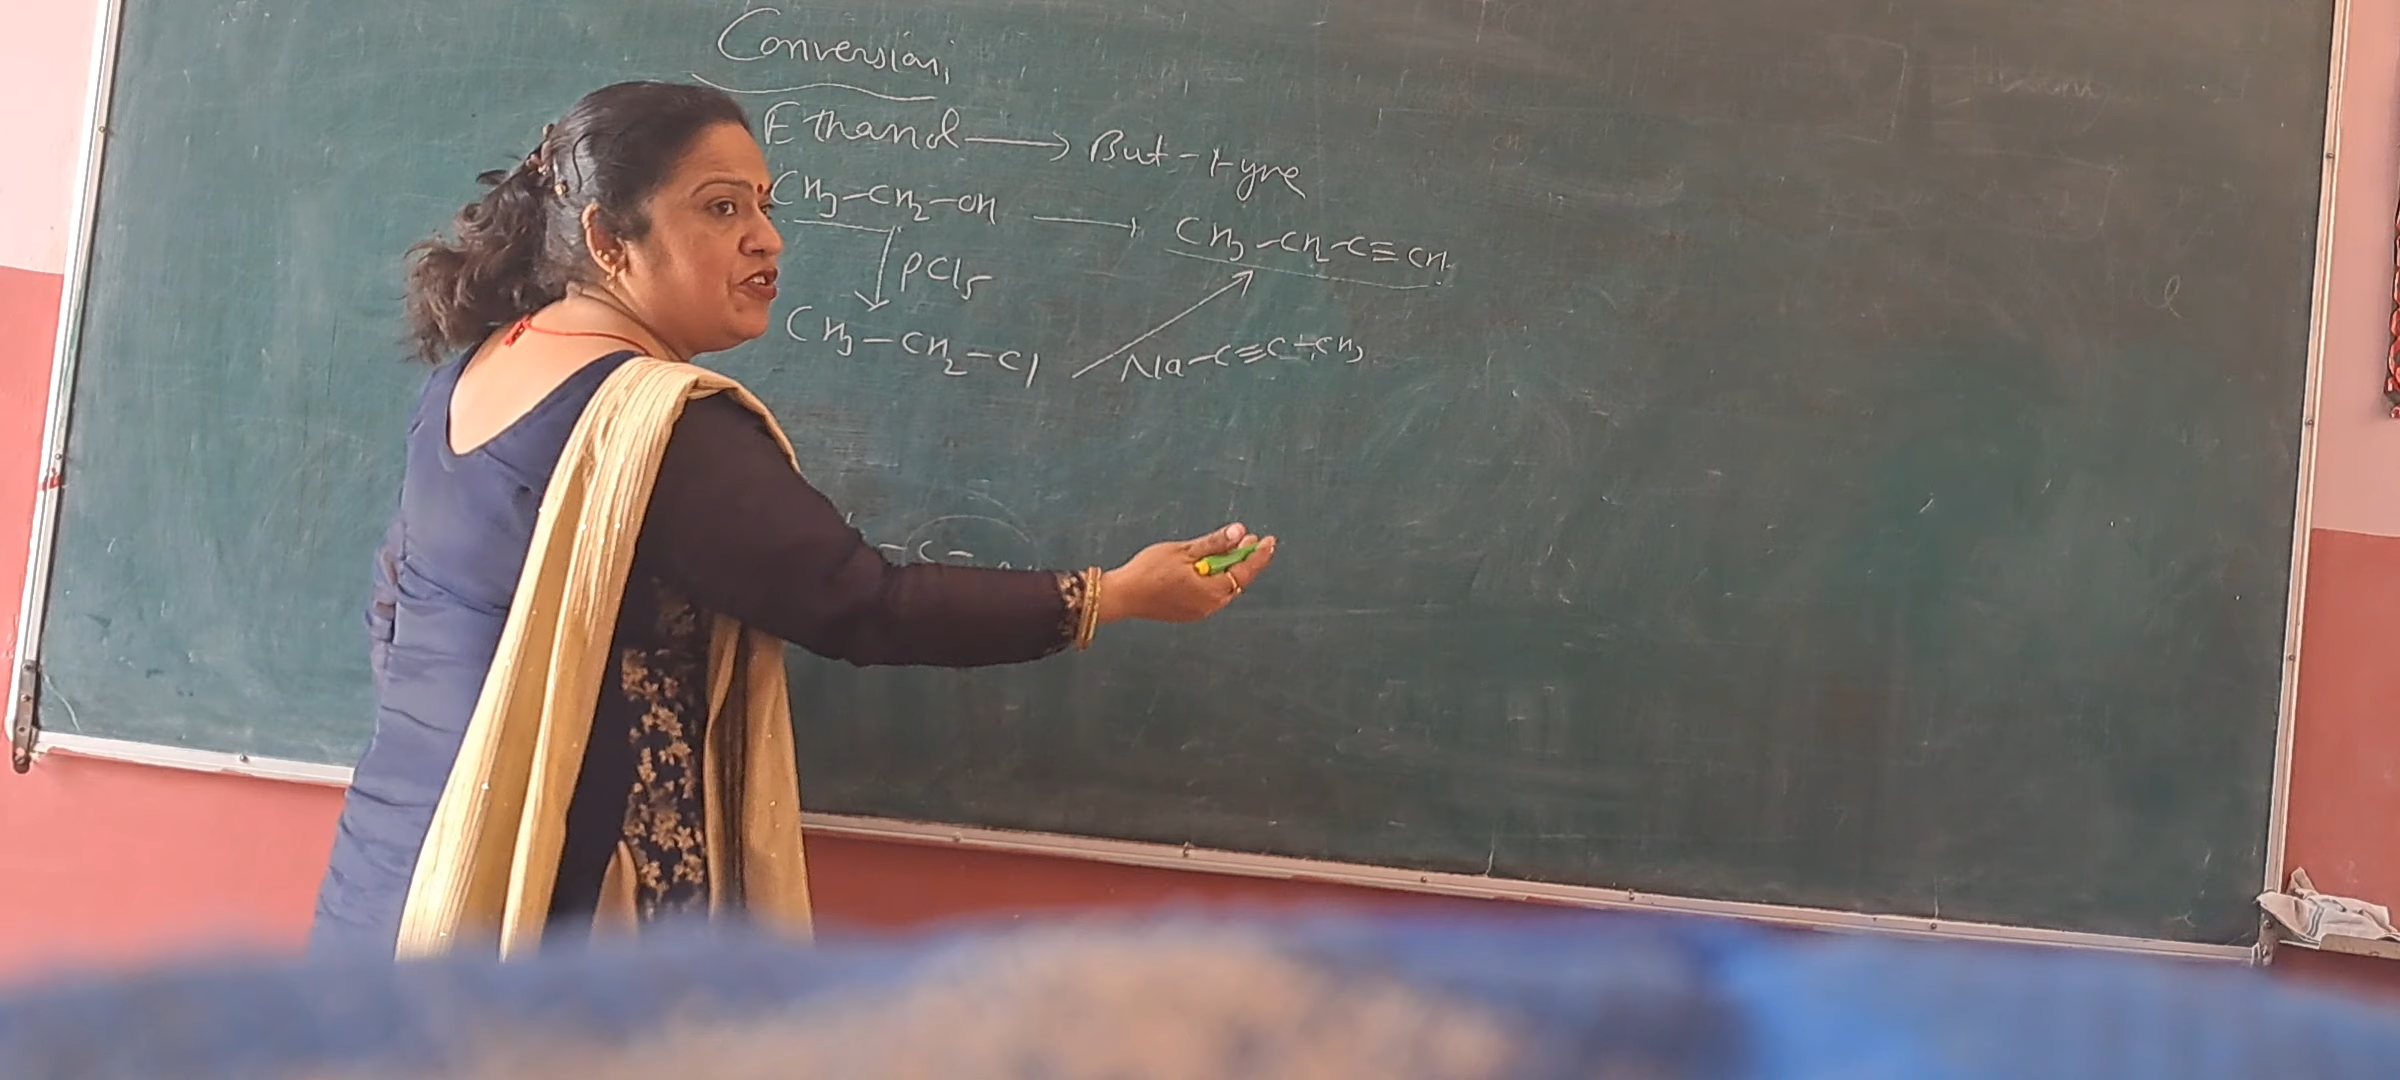 Conversion,
Ethanol → But-1-yne
CH3-CH2-OH → CH3-CH2-C≡CH
PCl5
CH3-CH2-Cl Na-C≡C-CH3
-C-